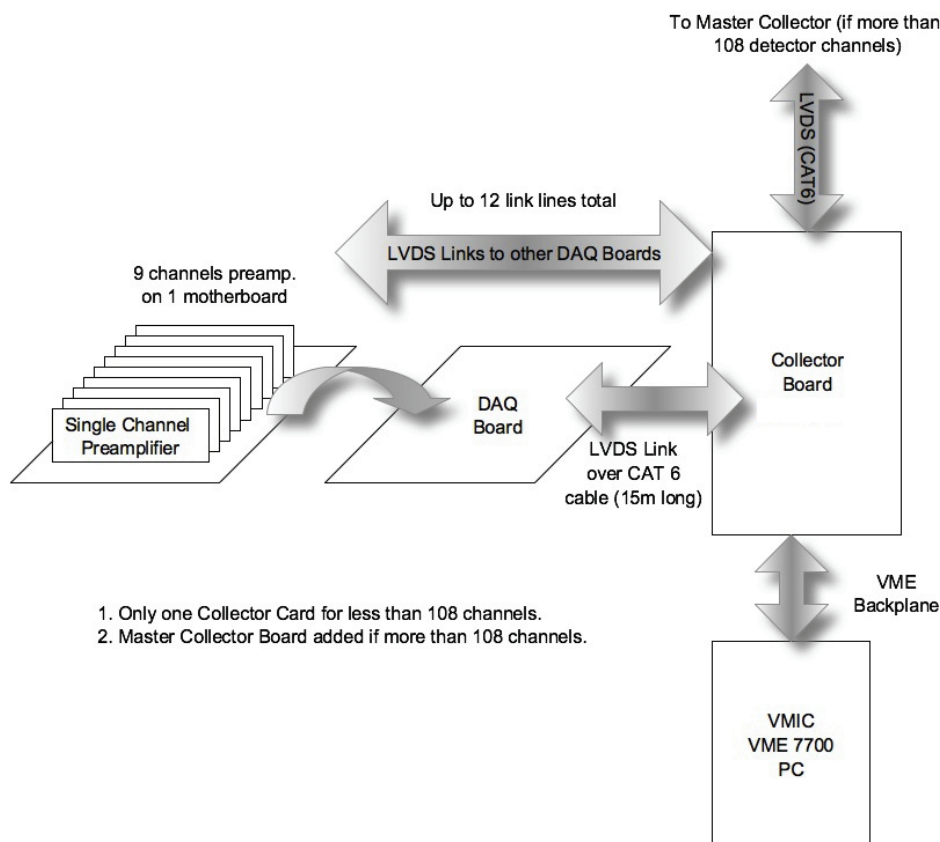 To Master Collector (if more than
108 detector channels)
LVDS (CAT6)
Up to 12 link lines total
LVDS Links to other DAQ Boards
9 channels preamp.
on 1 motherboard
Single Channel
Preamplifier
DAQ
Board
LVDS Link
over CAT 6
cable (15m long)
Collector
Board
VME
Backplane
1. Only one Collector Card for less than 108 channels.
2. Master Collector Board added if more than 108 channels.
VMIC
VME 7700
PC